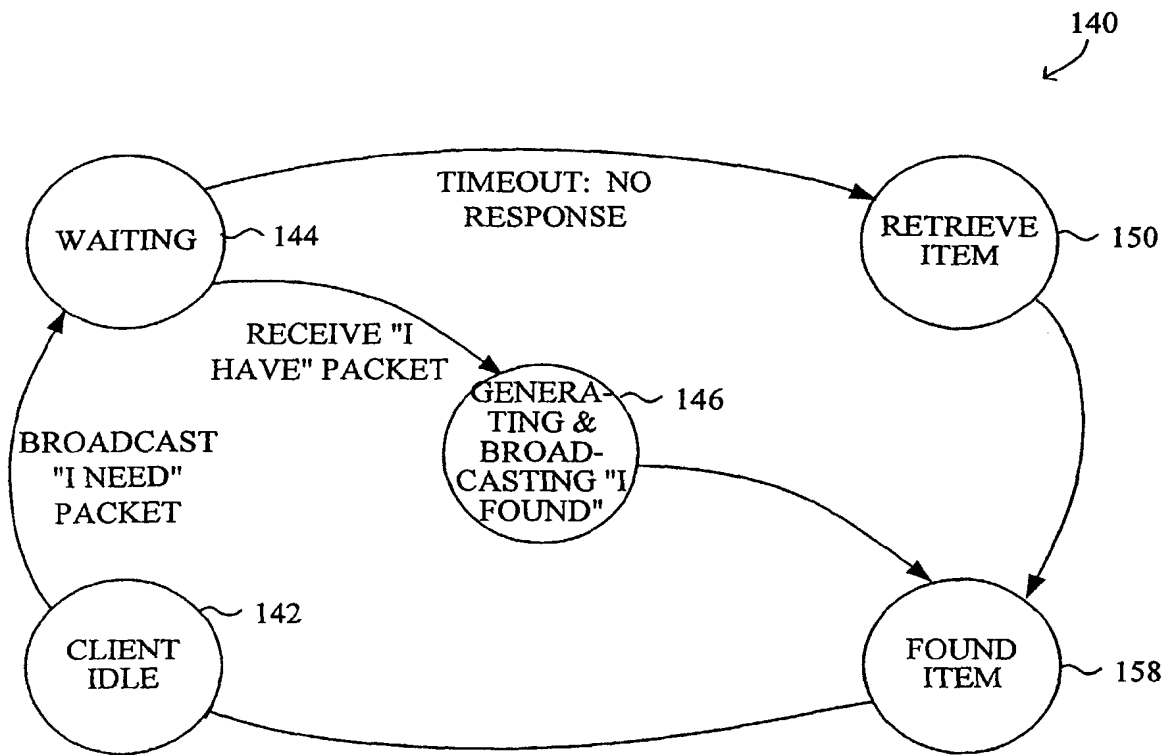 140
TIMEOUT: NO
RESPONSE
WAITING
144
RETRIEVE
ITEM
150
RECEIVE "I
HAVE" PACKET
GENERA-
TING &
BROAD-
CASTING "I
FOUND"
146
BROADCAST
"I NEED"
PACKET
142
CLIENT
IDLE
FOUND
ITEM
158